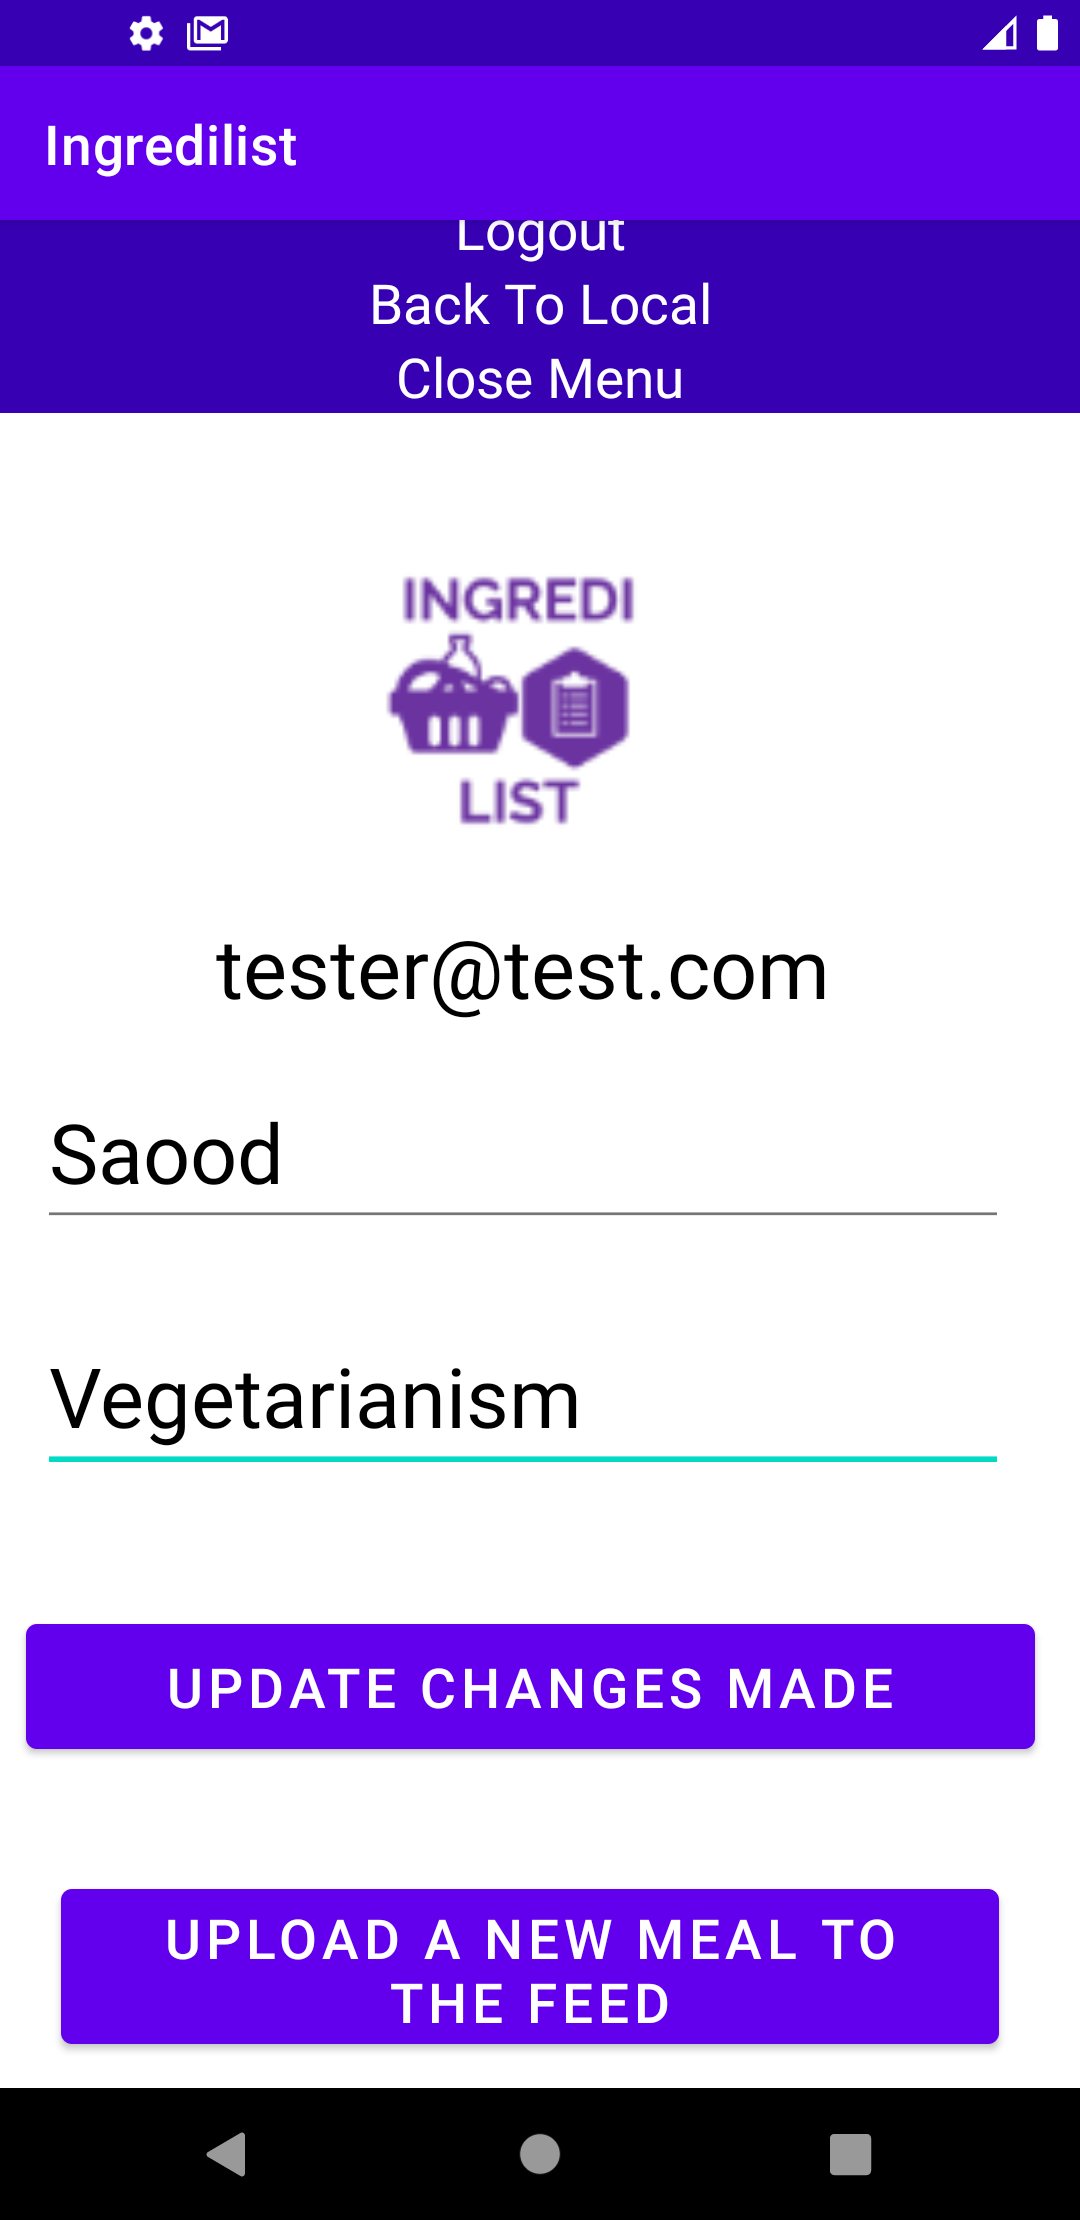 Ingredilist
Logout
Back To Local
Close Menu
INGREDI
LIST
tester@test.com
Saood
Vegetarianism
UPDATE CHANGES MADE
UPLOAD A NEW MEAL TO
THE FEED